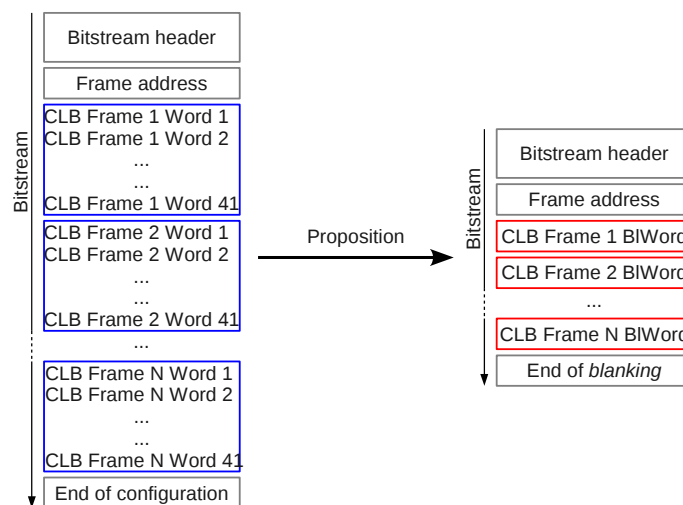 Bitstream header
Frame address
CLB Frame 1 Word 1
CLB Frame 1 Word 2
...
...
CLB Frame 1 Word 41
CLB Frame 2 Word 1
CLB Frame 2 Word 2
...
...
CLB Frame 2 Word 41
...
CLB Frame N Word 1
CLB Frame N Word 2
...
...
CLB Frame N Word 41
End of configuration
Bitstream
Proposition
Bitstream
Bitstream header
Frame address
CLB Frame 1 BlWord
CLB Frame 2 BlWord
...
CLB Frame N BlWord
End of blanking